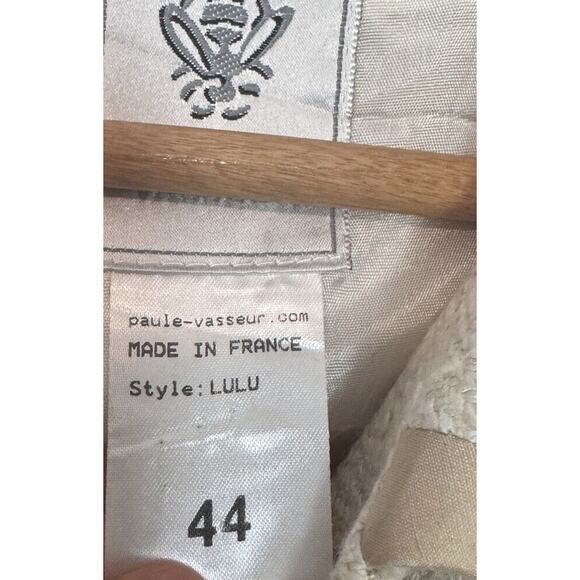 paule-vasseur.com
MADE IN FRANCE
Style: LULU
44